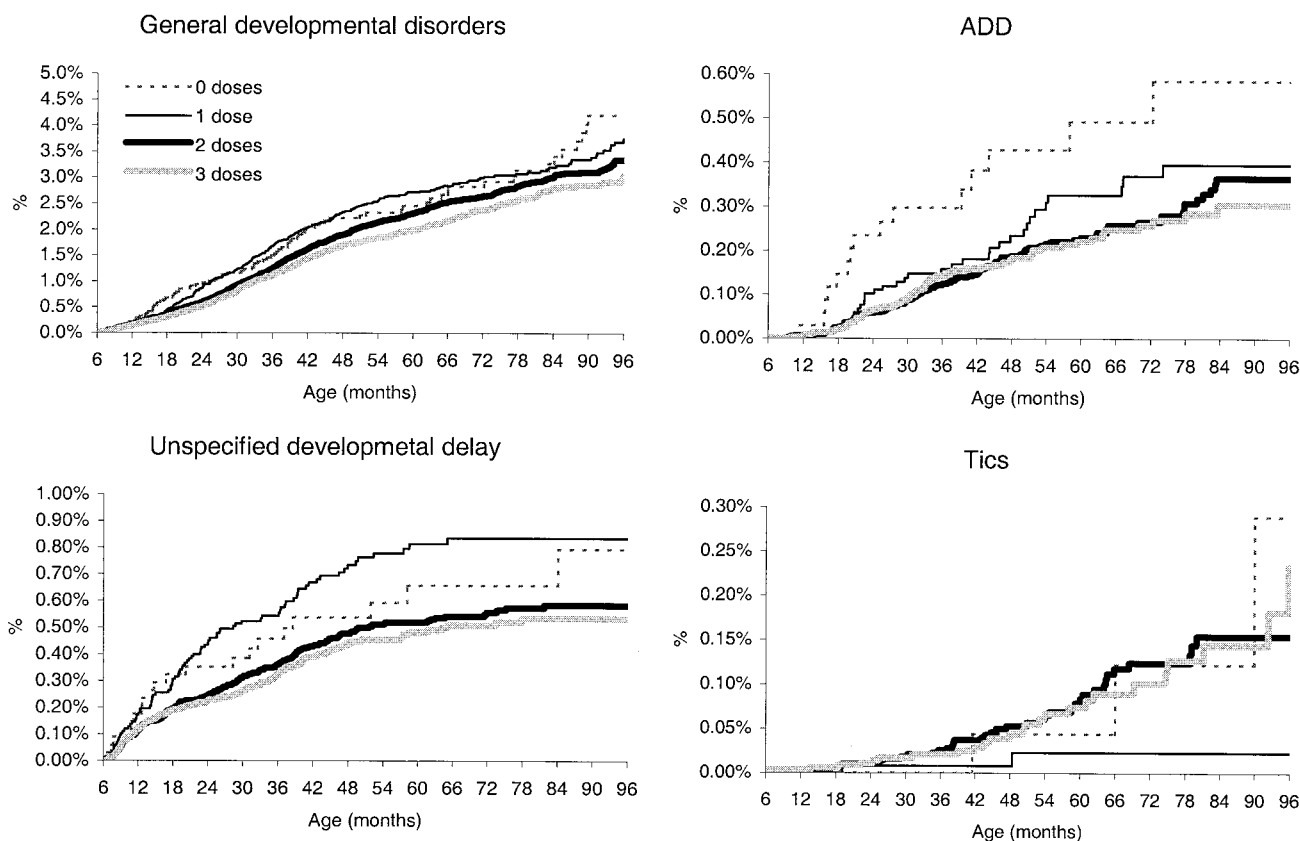 General developmental disorders
5.0%
4.5%
4.0%
3.5%
3.0%
2.5%
2.0%
1.5%
1.0%
0.5%
0.0%
%
0 doses
1 dose
2 doses
3 doses
6 12 18 24 30 36 42 48 54 60 66 72 78 84 90 96
Age (months)
ADD
0.60%
0.50%
0.40%
0.30%
0.20%
0.10%
0.00%
%
6 12 18 24 30 36 42 48 54 60 66 72 78 84 90 96
Age (months)
Unspecified developmetal delay
1.00%
0.90%
0.80%
0.70%
0.60%
0.50%
0.40%
0.30%
0.20%
0.10%
0.00%
%
6 12 18 24 30 36 42 48 54 60 66 72 78 84 90 96
Age (months)
Tics
0.30%
0.25%
0.20%
0.15%
0.10%
0.05%
0.00%
%
6 12 18 24 30 36 42 48 54 60 66 72 78 84 90 96
Age (months)